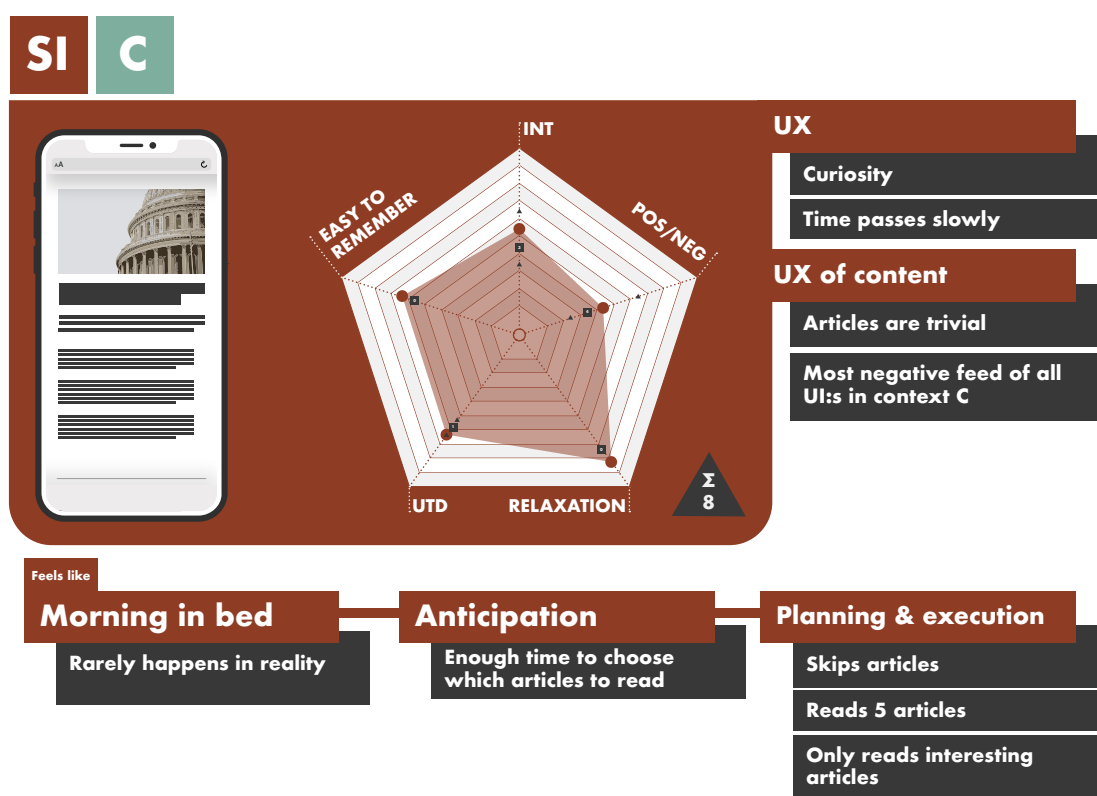 SI
C
AA
INT
EASY TO
REMEMBER
POS/NEG
UTD
RELAXATION
Σ
8
UX
Curiosity
Time passes slowly
UX of content
Articles are trivial
Most negative feed of all
UI:s in context C
Feels like
Morning in bed
Rarely happens in reality
Anticipation
Enough time to choose
which articles to read
Planning & execution
Skips articles
Reads 5 articles
Only reads interesting
articles